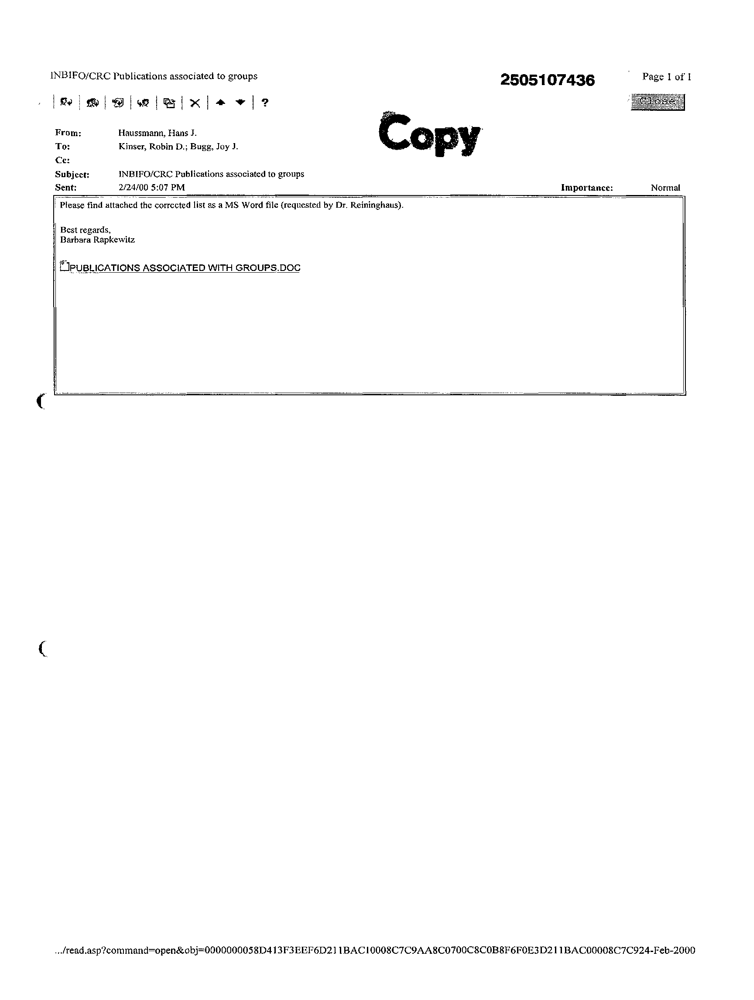 INBIFO/CRC Publications associated to groups
2505107436
Page 1 of 1
?
Close
Copy
From: Haussmann, Hans J.
To: Kinser, Robin D.; Bugg, Joy J.
Cc:
Subject: INBIFO/CRC Publications associated to groups
Sent: 2/24/00 5:07 PM Importance: Normal
Please find attached the corrected list as a MS Word file (requested by Dr. Reininghaus).
Best regards,
Barbara Rapkewitz
PUBLICATIONS ASSOCIATED WITH GROUPS.DOC
.../read.asp?command=open&obj=0000000058D413F3EEF6D211BAC10008C7C9AA8C0700C8C0B8F6F0E3D211BAC00008C7C924-Feb-2000